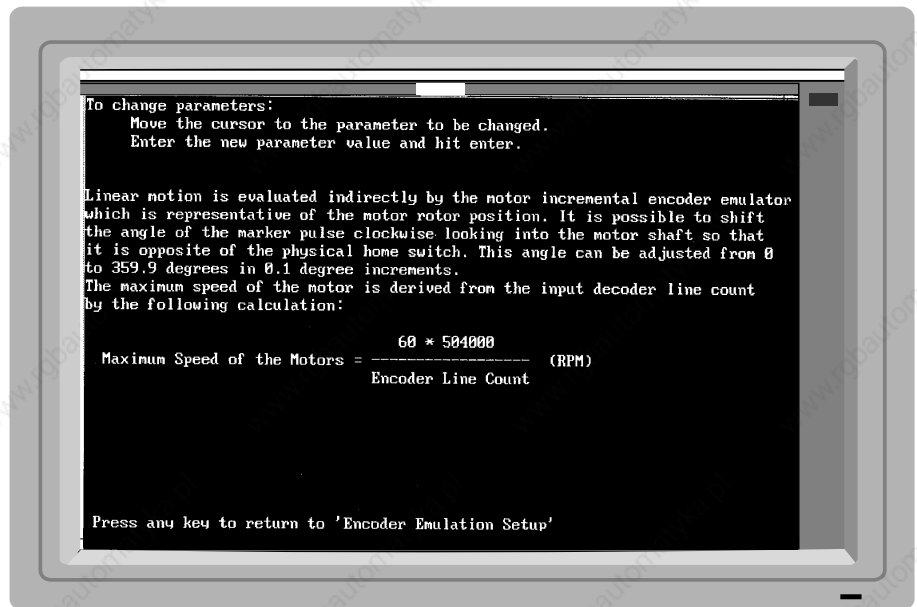 To change parameters:
Move the cursor to the parameter to be changed.
Enter the new parameter value and hit enter.
Linear motion is evaluated indirectly by the motor incremental encoder emulator
which is representative of the motor rotor position. It is possible to shift
the angle of the marker pulse clockwise looking into the motor shaft so that
it is opposite of the physical home switch. This angle can be adjusted from 0
to 359.9 degrees in 0.1 degree increments.
The maximum speed of the motor is derived from the input decoder line count
by the following calculation:
60 * 504000
Maximum Speed of the Motors = ------------------ (RPM)
Encoder Line Count
Press any key to return to 'Encoder Emulation Setup'